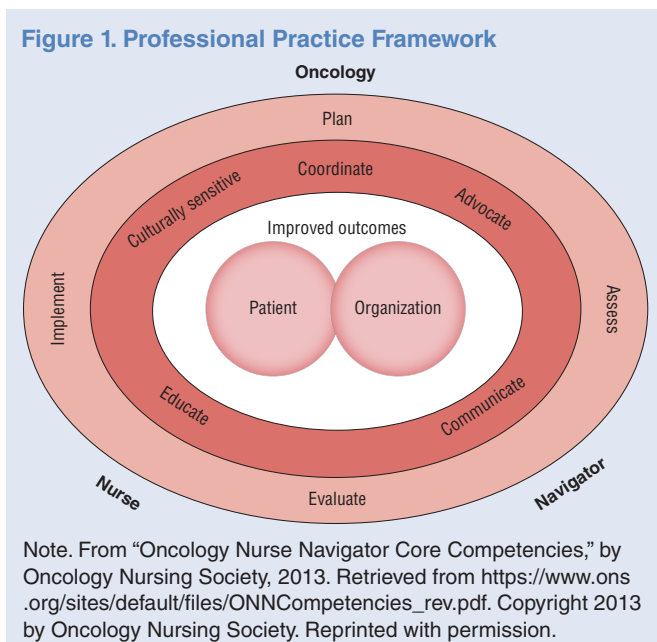 Figure 1. Professional Practice Framework
Oncology
Plan
Coordinate
Culturally sensitive
Advocate
Improved outcomes
Implement
Patient
Organization
Assess
Educate
Communicate
Nurse
Evaluate
Navigator
Note. From “Oncology Nurse Navigator Core Competencies,” by
Oncology Nursing Society, 2013. Retrieved from https://www.ons
.org/sites/default/files/ONNCompetencies_rev.pdf. Copyright 2013
by Oncology Nursing Society. Reprinted with permission.